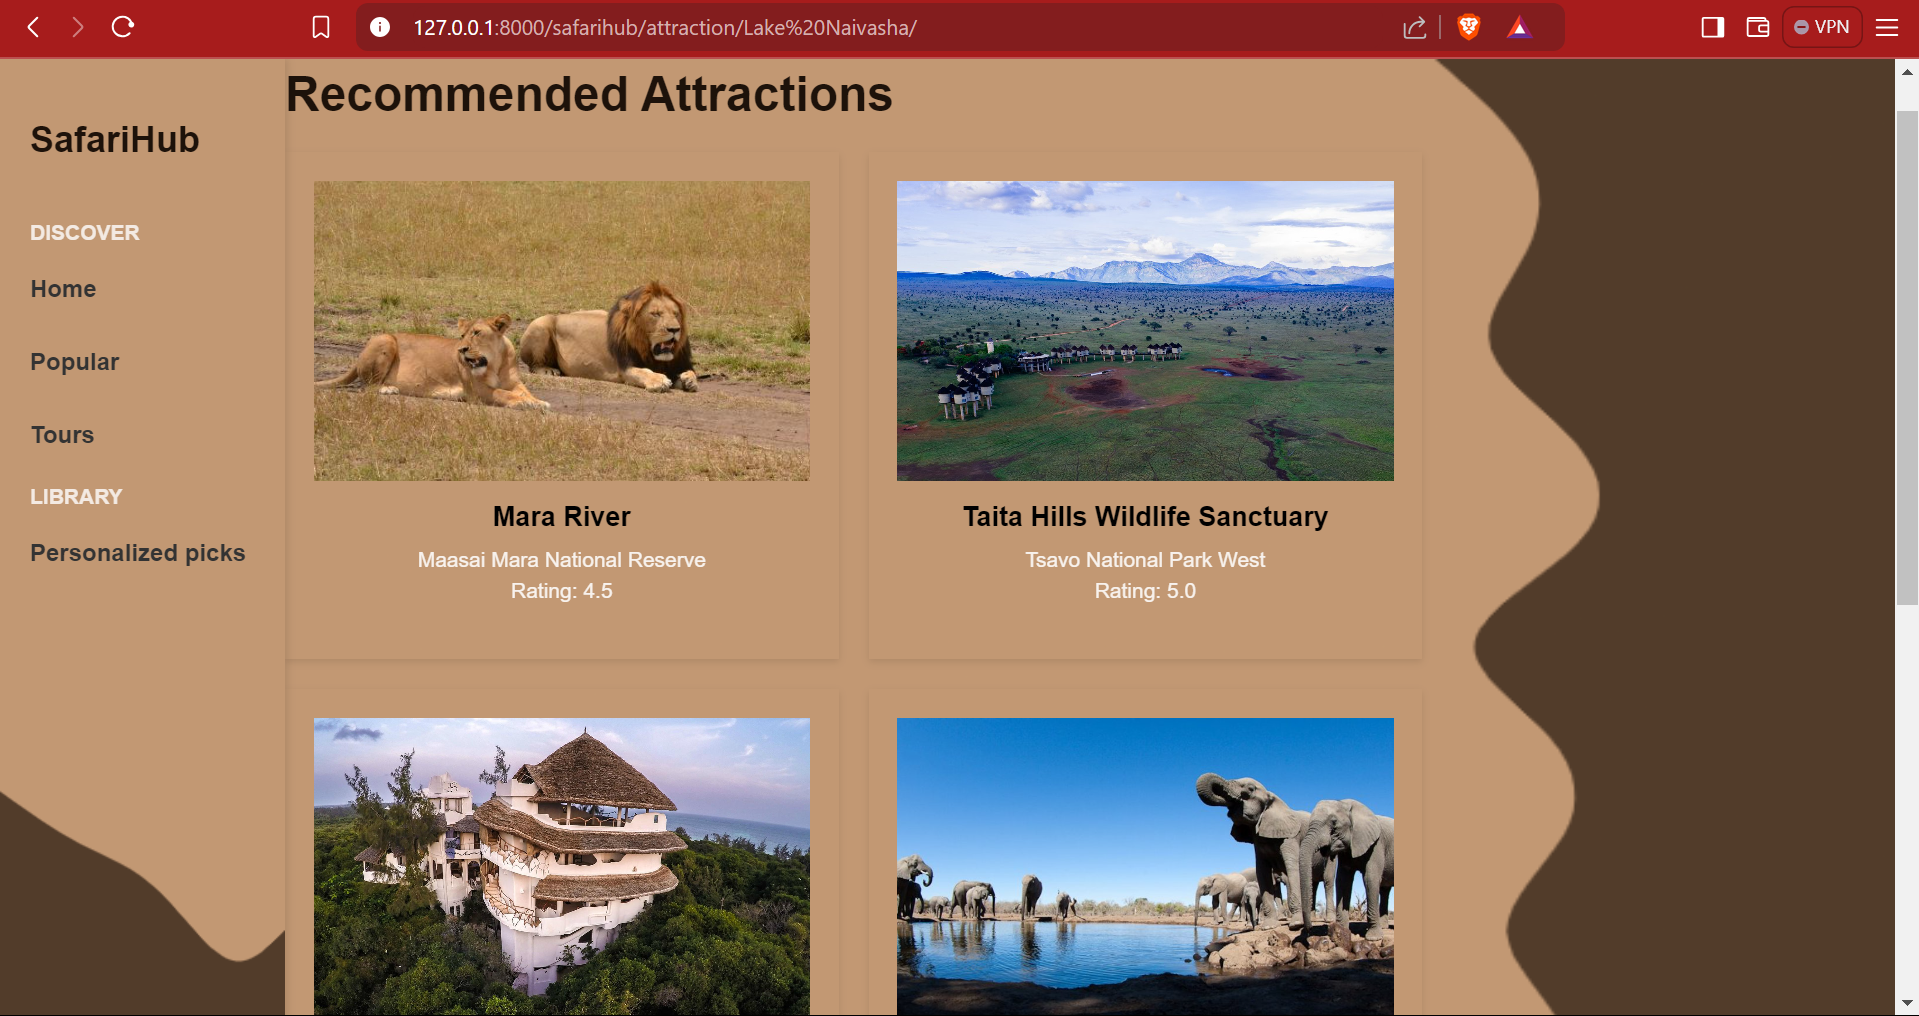 127.0.0.1:8000/safarihub/attraction/Lake%20Naivasha/
VPN
SafariHub
DISCOVER
Home
Popular
Tours
LIBRARY
Personalized picks
Recommended Attractions
Mara River
Maasai Mara National Reserve
Rating: 4.5
Taita Hills Wildlife Sanctuary
Tsavo National Park West
Rating: 5.0